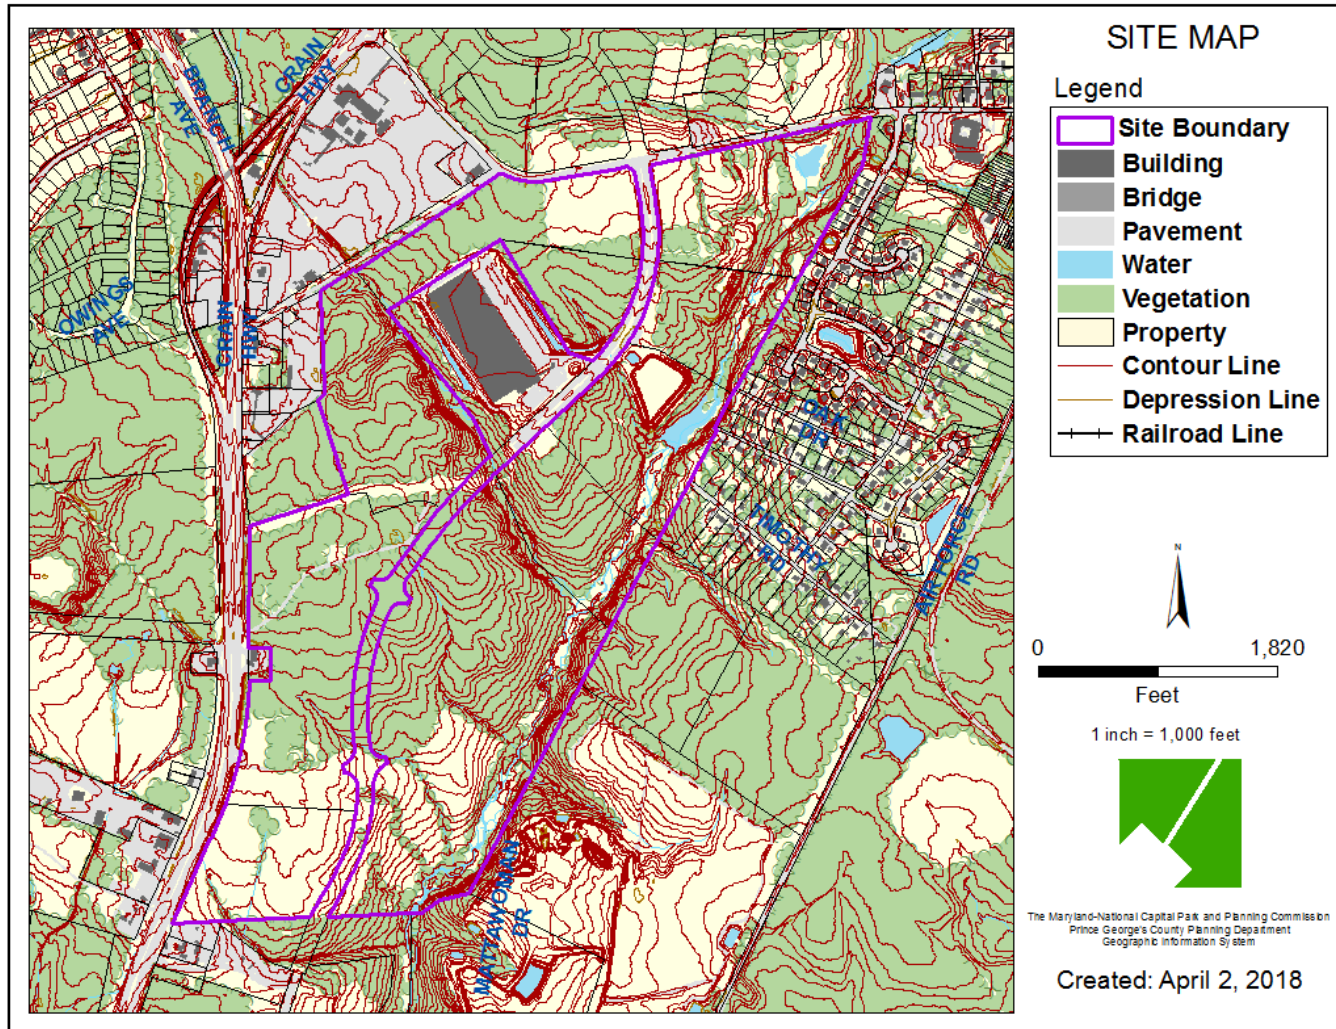 SITE MAP
Legend
Site Boundary
Building
Bridge
Pavement
Water
Vegetation
Property
Contour Line
Depression Line
Railroad Line
BRANCH
AVE
CRAIN
HWY
OWINGS
AVE
CRAIN
HWY
OAK
DR
TIMOTHY
RD
AIR FORCE
RD
MATTAWOMAN
DR
N
0 1,820
Feet
1 inch = 1,000 feet
The Maryland-National Capital Park and Planning Commission
Prince George's County Planning Department
Geographic Information System
Created: April 2, 2018